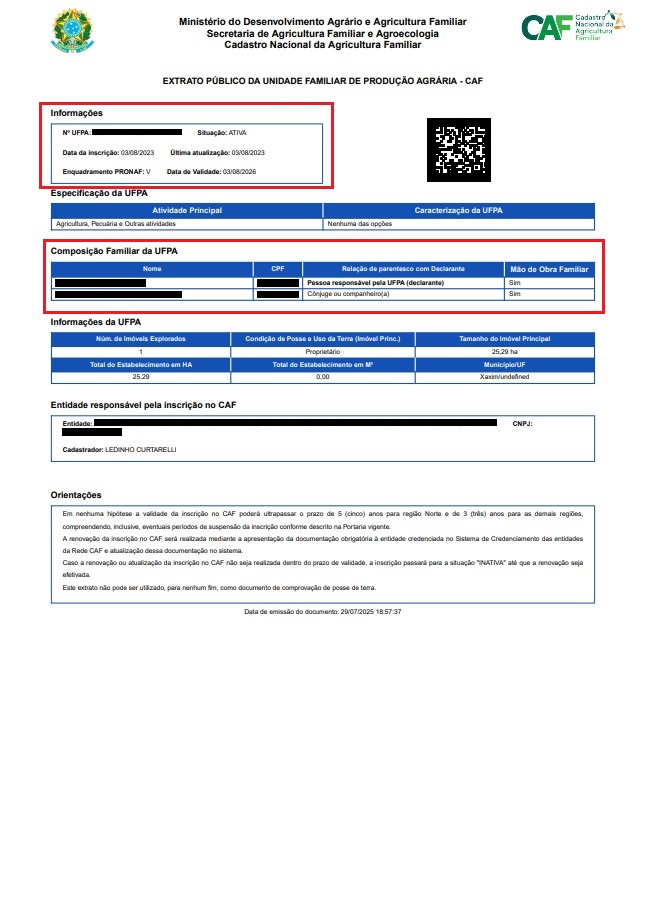 Ministério do Desenvolvimento Agrário e Agricultura Familiar
Secretaria de Agricultura Familiar e Agroecologia
Cadastro Nacional da Agricultura Familiar
CAF Cadastro Nacional da Agricultura Familiar
EXTRATO PÚBLICO DA UNIDADE FAMILIAR DE PRODUÇÃO AGRÁRIA - CAF
Informações
Nº UFPA: Situação: ATIVA
Data da inscrição: 03/08/2023 Última atualização: 03/08/2023
Enquadramento PRONAF: V Data de Validade: 03/08/2026
Especificação da UFPA
Atividade Principal Caracterização da UFPA
Agricultura, Pecuária e Outras atividades Nenhuma das opções
Composição Familiar da UFPA
Nome CPF Relação de parentesco com Declarante Mão de Obra Familiar
Pessoa responsável pela UFPA (declarante) Sim
Cônjuge ou companheiro(a) Sim
Informações da UFPA
Núm. de Imóveis Explorados Condição de Posse e Uso da Terra (Imóvel Princ.) Tamanho do Imóvel Principal
1 Proprietário 25,29 ha
Total do Estabelecimento em HA Total do Estabelecimento em M² Município/UF
25,29 0,00 Xaxim/undefined
Entidade responsável pela inscrição no CAF
Entidade: CNPJ:
Cadastrador: LEDINHO CURTARELLI
Orientações
Em nenhuma hipótese a validade da inscrição no CAF poderá ultrapassar o prazo de 5 (cinco) anos para região Norte e de 3 (três) anos para as demais regiões,
compreendendo, inclusive, eventuais períodos de suspensão da inscrição conforme descrito na Portaria vigente.
A renovação da inscrição no CAF será realizada mediante a apresentação da documentação obrigatória à entidade credenciada no Sistema de Credenciamento das entidades
da Rede CAF e atualização dessa documentação no sistema.
Caso a renovação ou atualização da inscrição no CAF não seja realizada dentro do prazo de validade, a inscrição passará para a situação "INATIVA" até que a renovação seja
efetivada.
Este extrato não pode ser utilizado, para nenhum fim, como documento de comprovação de posse de terra.
Data de emissão do documento: 29/07/2025 18:57:37